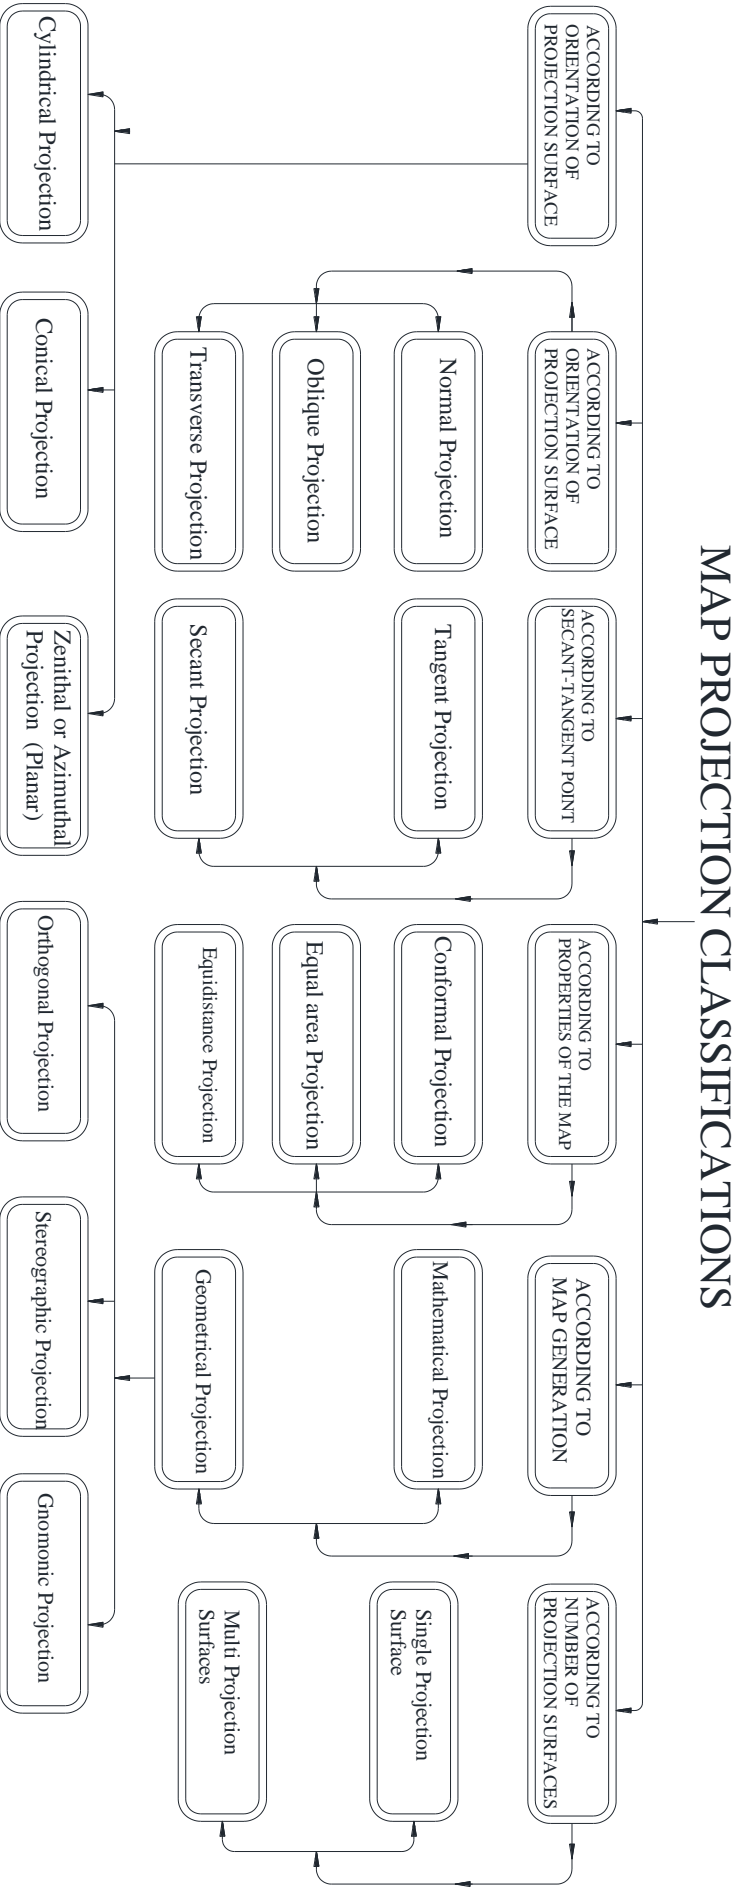 MAP PROJECTION CLASSIFICATIONS
ACCORDING TO
ORIENTATION OF
PROJECTION SURFACE
ACCORDING TO
ORIENTATION OF
PROJECTION SURFACE
ACCORDING TO
SECANT-TANGENT POINT
ACCORDING TO
PROPERTIES OF THE MAP
ACCORDING TO
MAP GENERATION
ACCORDING TO
NUMBER OF
PROJECTION SURFACES
Normal Projection
Tangent Projection
Conformal Projection
Mathematical Projection
Single Projection
Surface
Oblique Projection
Equal area Projection
Transverse Projection
Secant Projection
Equidistance Projection
Geometrical Projection
Multi Projection
Surfaces
Cylindrical Projection
Conical Projection
Zenithal or Azimuthal
Projection (Planar)
Orthogonal Projection
Stereographic Projection
Gnomonic Projection